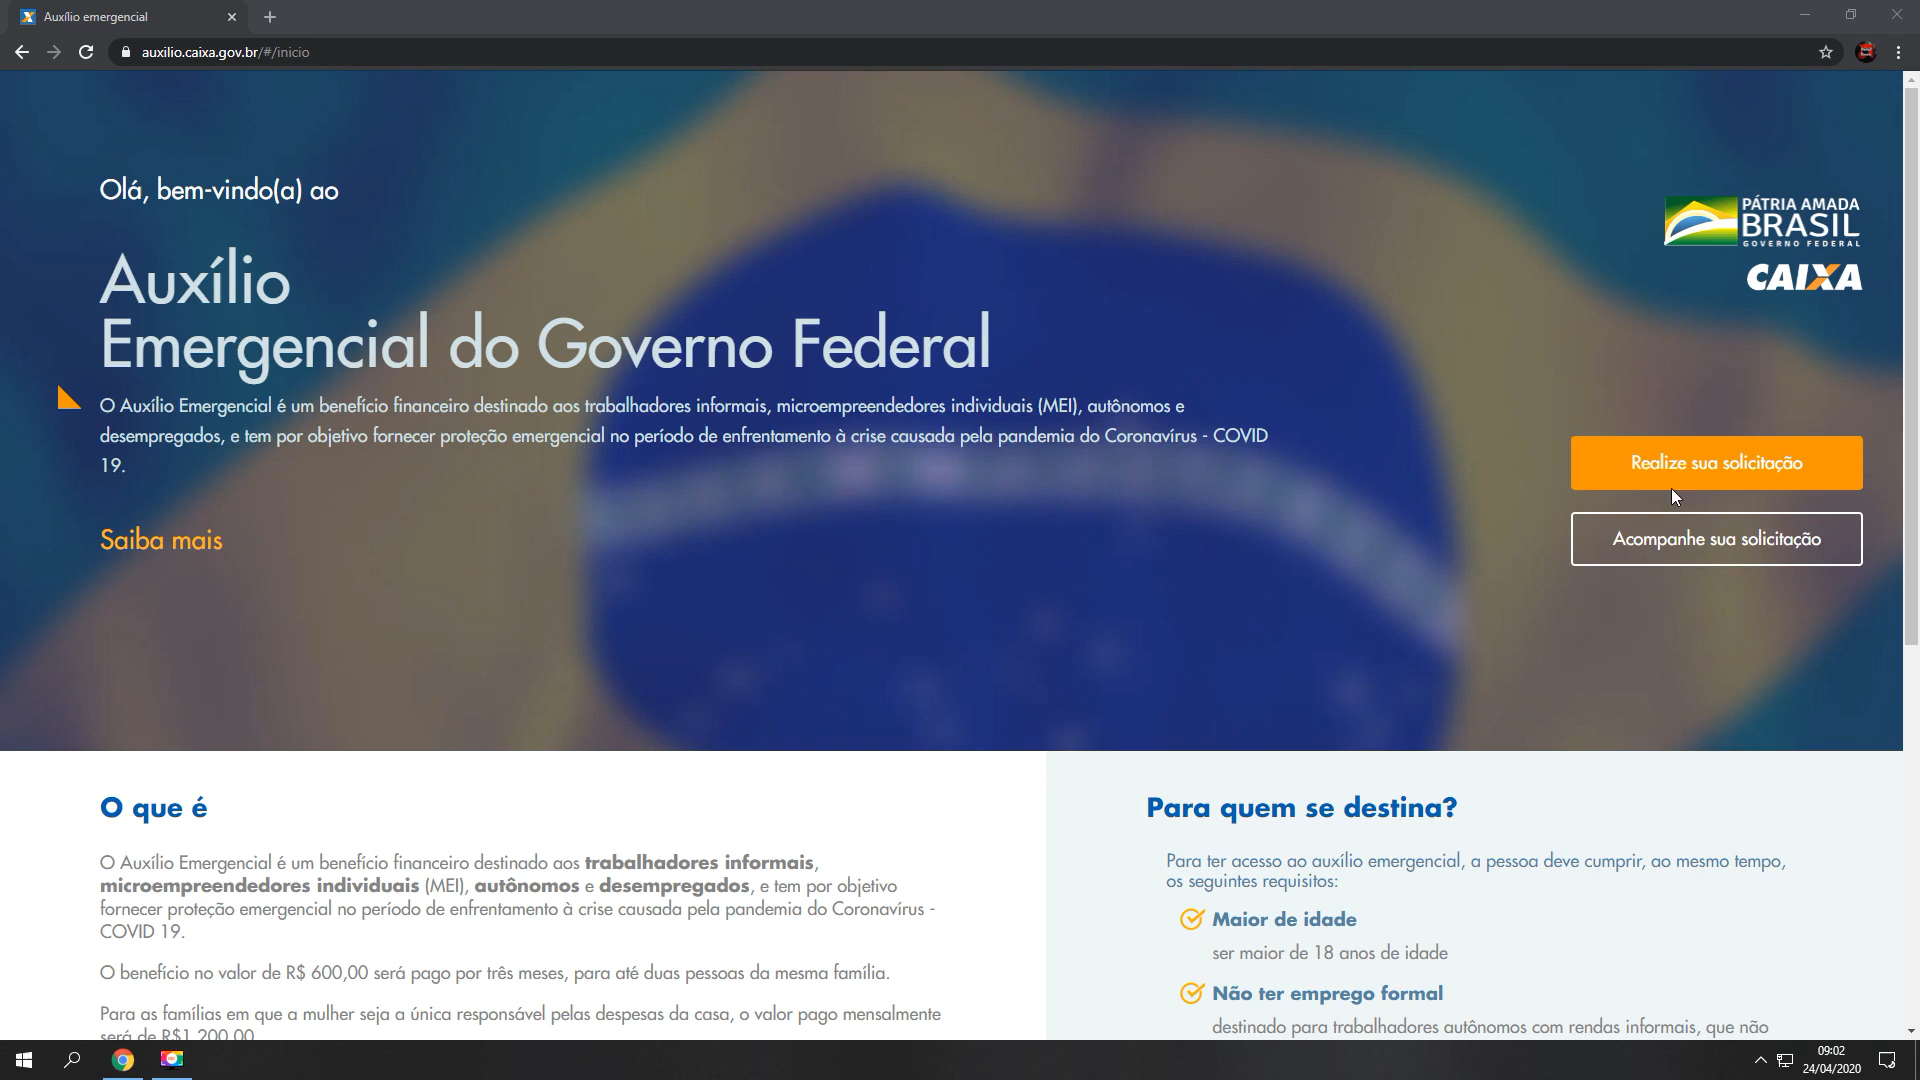 Auxílio emergencial
auxilio.caixa.gov.br/#/inicio
Olá, bem-vindo(a) ao
Auxílio
Emergencial do Governo Federal
O Auxílio Emergencial é um benefício financeiro destinado aos trabalhadores informais, microempreendedores individuais (MEI), autônomos e
desempregados, e tem por objetivo fornecer proteção emergencial no período de enfrentamento à crise causada pela pandemia do Coronavírus - COVID
19.
Saiba mais
PÁTRIA AMADA
BRASIL
GOVERNO FEDERAL
CAIXA
Realize sua solicitação
Acompanhe sua solicitação
O que é
O Auxílio Emergencial é um benefício financeiro destinado aos trabalhadores informais,
microempreendedores individuais (MEI), autônomos e desempregados, e tem por objetivo
fornecer proteção emergencial no período de enfrentamento à crise causada pela pandemia do Coronavírus -
COVID 19.
O benefício no valor de R$ 600,00 será pago por três meses, para até duas pessoas da mesma família.
Para as famílias em que a mulher seja a única responsável pelas despesas da casa, o valor pago mensalmente
será de R$1.200,00.
Para quem se destina?
Para ter acesso ao auxílio emergencial, a pessoa deve cumprir, ao mesmo tempo,
os seguintes requisitos:
Maior de idade
ser maior de 18 anos de idade
Não ter emprego formal
destinado para trabalhadores autônomos com rendas informais, que não
09:02
24/04/2020